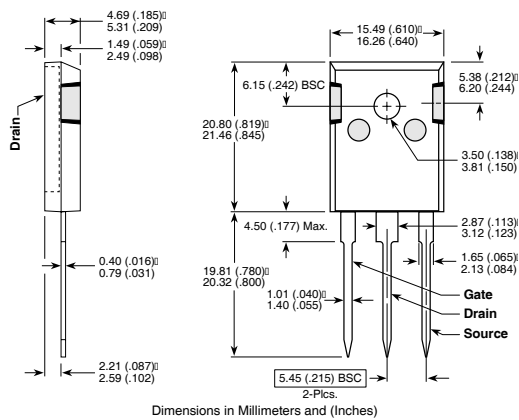 4.69 (.185)
5.31 (.209)
1.49 (.059)
2.49 (.098)
Drain
0.40 (.016)
0.79 (.031)
2.21 (.087)
2.59 (.102)
15.49 (.610)
16.26 (.640)
6.15 (.242) BSC
5.38 (.212)
6.20 (.244)
20.80 (.819)
21.46 (.845)
3.50 (.138)
3.81 (.150)
4.50 (.177) Max.
2.87 (.113)
3.12 (.123)
19.81 (.780)
20.32 (.800)
1.65 (.065)
2.13 (.084)
1.01 (.040)
1.40 (.055)
Gate
Drain
Source
5.45 (.215) BSC
2-Plcs.
Dimensions in Millimeters and (Inches)